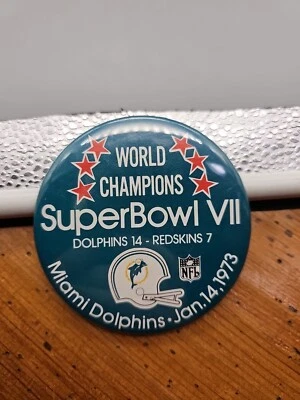 WORLD
CHAMPIONS
SuperBowl VII
DOLPHINS 14 - REDSKINS 7
NFL
Miami Dolphins • Jan. 14, 1973